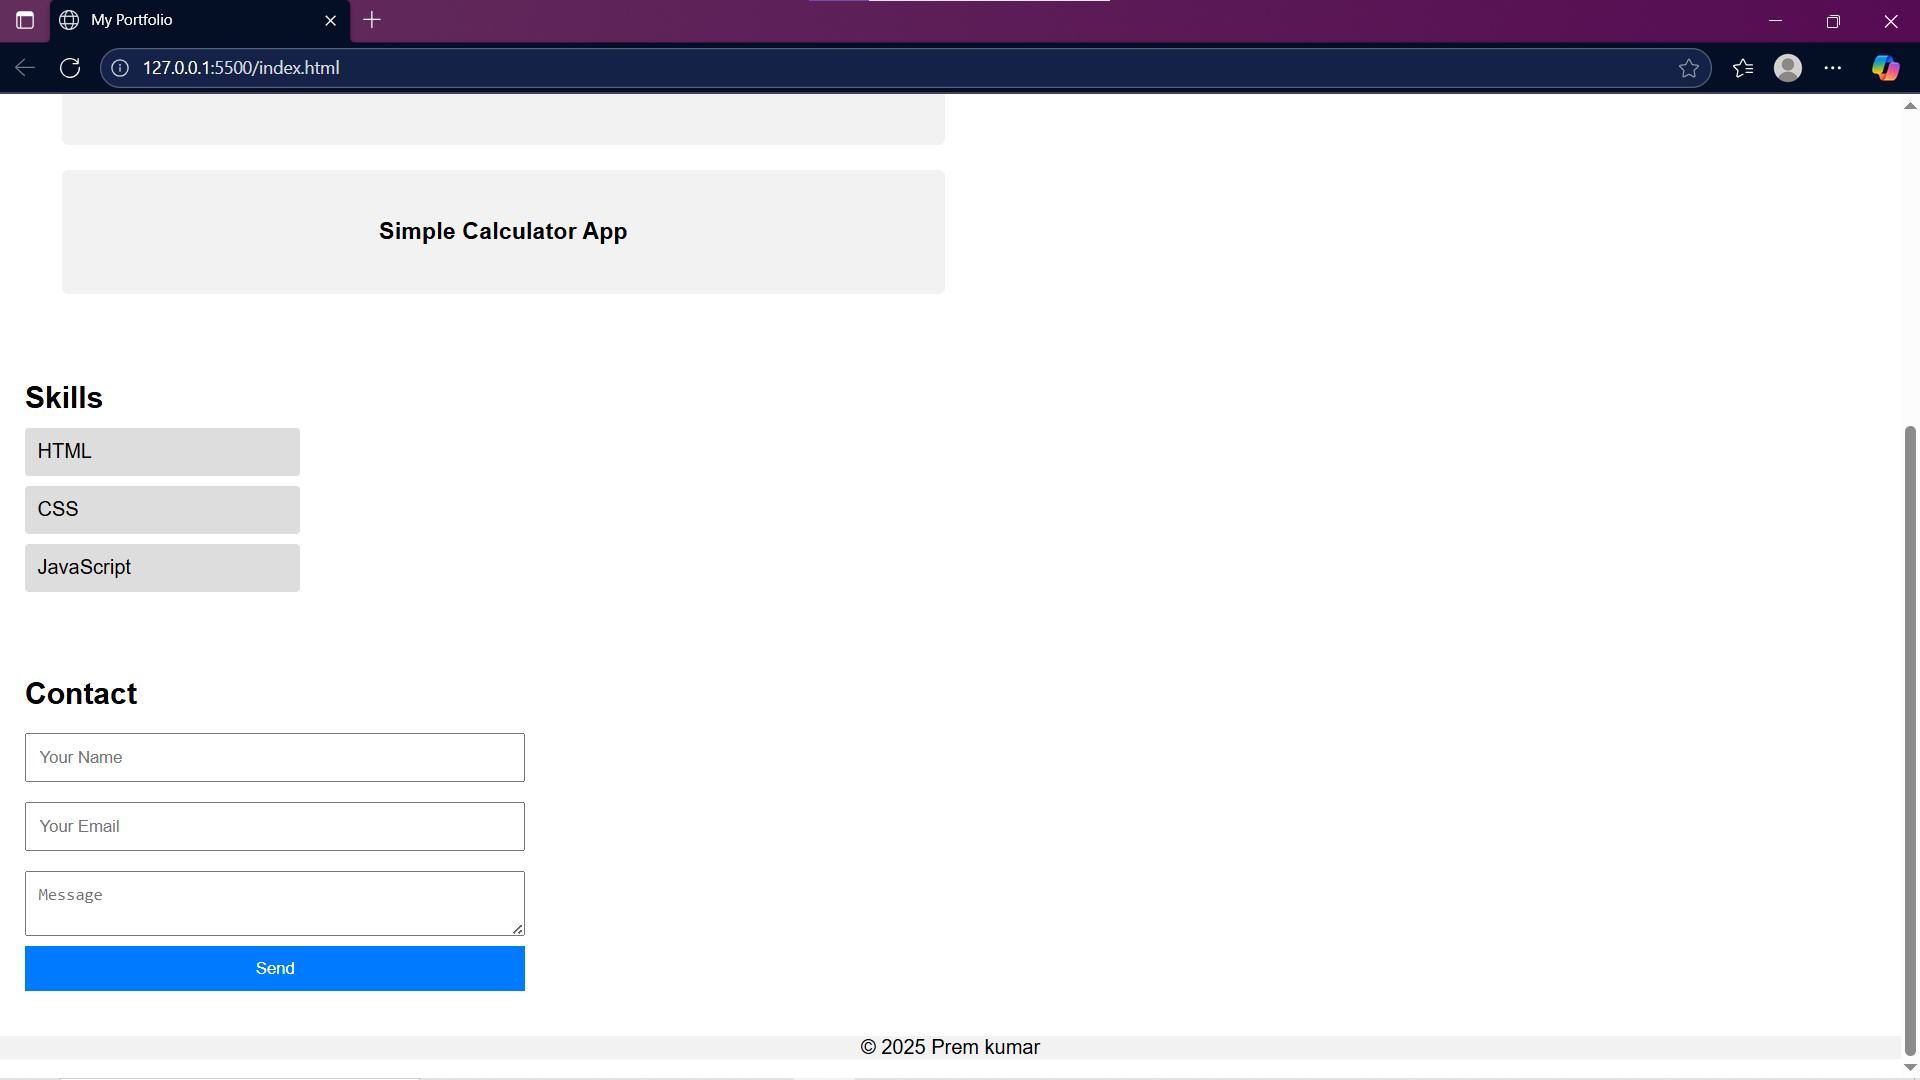 My Portfolio
127.0.0.1:5500/index.html
Simple Calculator App
Skills
HTML
CSS
JavaScript
Contact
Your Name
Your Email
Message
Send
© 2025 Prem kumar